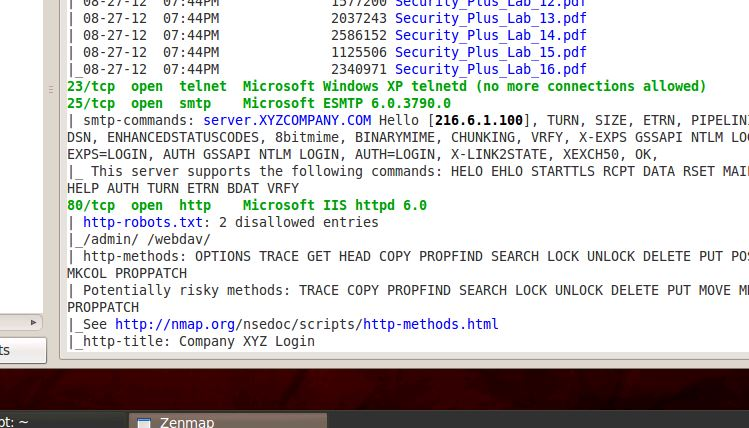 | 08-27-12  07:44PM             1577200 Security_Plus_Lab_12.pdf
| 08-27-12  07:44PM             2037243 Security_Plus_Lab_13.pdf
| 08-27-12  07:44PM             2586152 Security_Plus_Lab_14.pdf
| 08-27-12  07:44PM             1125506 Security_Plus_Lab_15.pdf
|_08-27-12  07:44PM             2340971 Security_Plus_Lab_16.pdf
23/tcp  open  telnet  Microsoft Windows XP telnetd (no more connections allowed)
25/tcp  open  smtp    Microsoft ESMTP 6.0.3790.0
| smtp-commands: server.XYZCOMPANY.COM Hello [216.6.1.100], TURN, SIZE, ETRN, PIPELINI
DSN, ENHANCEDSTATUSCODES, 8bitmime, BINARYMIME, CHUNKING, VRFY, X-EXPS GSSAPI NTLM LO
EXPS=LOGIN, AUTH GSSAPI NTLM LOGIN, AUTH=LOGIN, X-LINK2STATE, XEXCH50, OK,
|_ This server supports the following commands: HELO EHLO STARTTLS RCPT DATA RSET MAI
HELP AUTH TURN ETRN BDAT VRFY
80/tcp  open  http    Microsoft IIS httpd 6.0
| http-robots.txt: 2 disallowed entries
|_/admin/ /webdav/
| http-methods: OPTIONS TRACE GET HEAD COPY PROPFIND SEARCH LOCK UNLOCK DELETE PUT POS
MKCOL PROPPATCH
| Potentially risky methods: TRACE COPY PROPFIND SEARCH LOCK UNLOCK DELETE PUT MOVE M
PROPPATCH
|_See http://nmap.org/nsedoc/scripts/http-methods.html
|_http-title: Company XYZ Login
ts
pt: ~
Zenmap